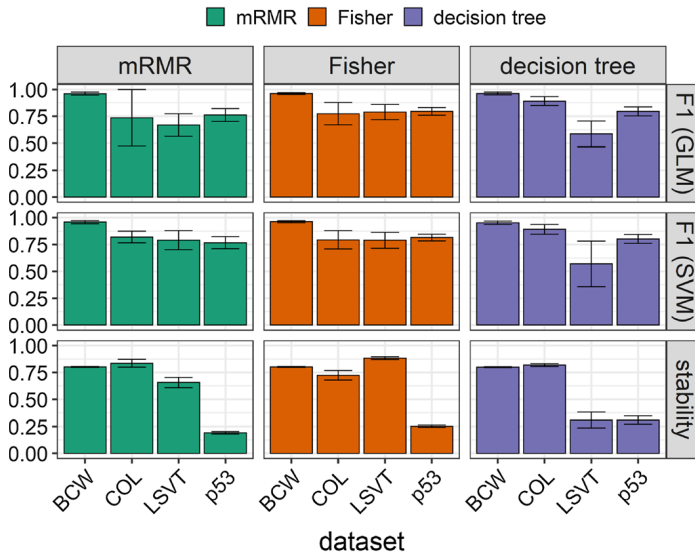 mRMR Fisher decision tree
mRMR Fisher decision tree
1.00
0.75
0.50
0.25
0.00
F1 (GLM)
1.00
0.75
0.50
0.25
0.00
F1 (SVM)
1.00
0.75
0.50
0.25
0.00
stability
BCW COL LSVT p53 BCW COL LSVT p53 BCW COL LSVT p53
dataset